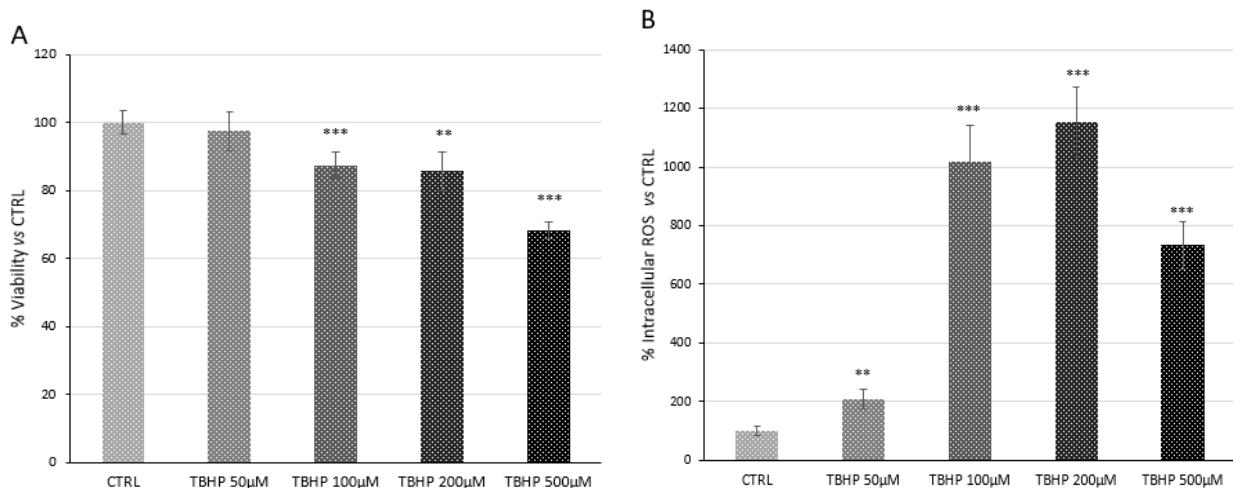 A
% Viability vs CTRL
120
100
80
60
40
20
0
***
**
***
CTRL
TBHP 50µM
TBHP 100µM
TBHP 200µM
TBHP 500µM
B
% Intracellular ROS vs CTRL
1400
1200
1000
800
600
400
200
0
**
***
***
***
CTRL
TBHP 50µM
TBHP 100µM
TBHP 200µM
TBHP 500µM